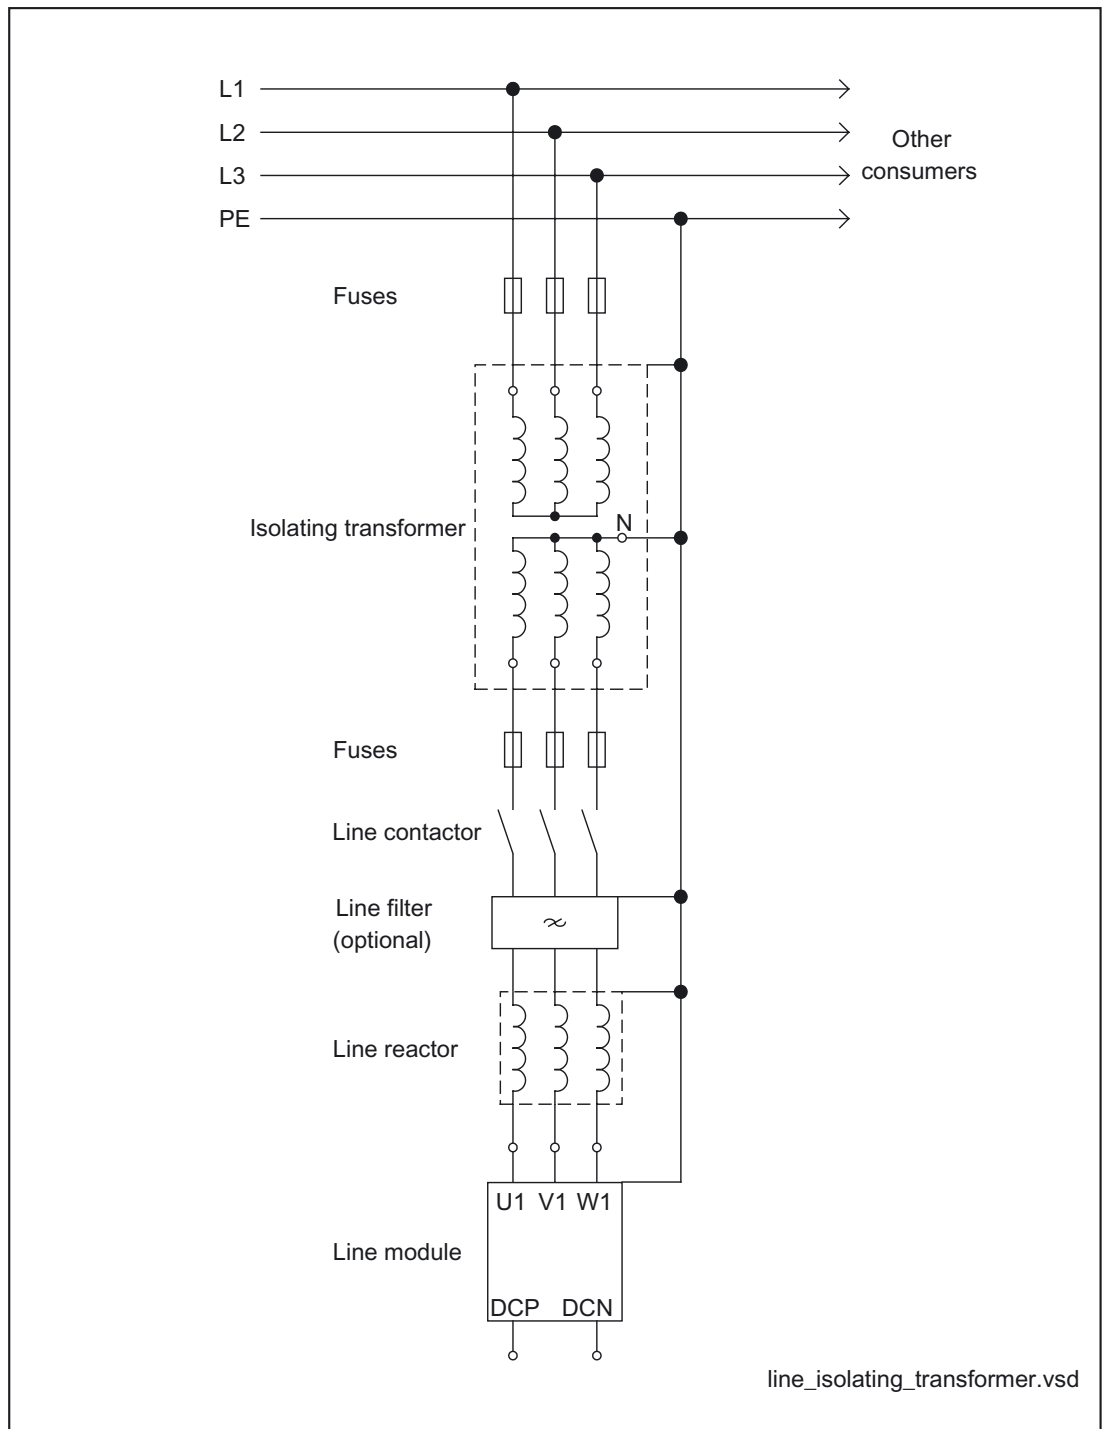 L1
L2
L3
PE
Other
consumers
Fuses
Isolating transformer
N
Fuses
Line contactor
Line filter
(optional)
Line reactor
U1 V1 W1
Line module
DCP DCN
line_isolating_transformer.vsd